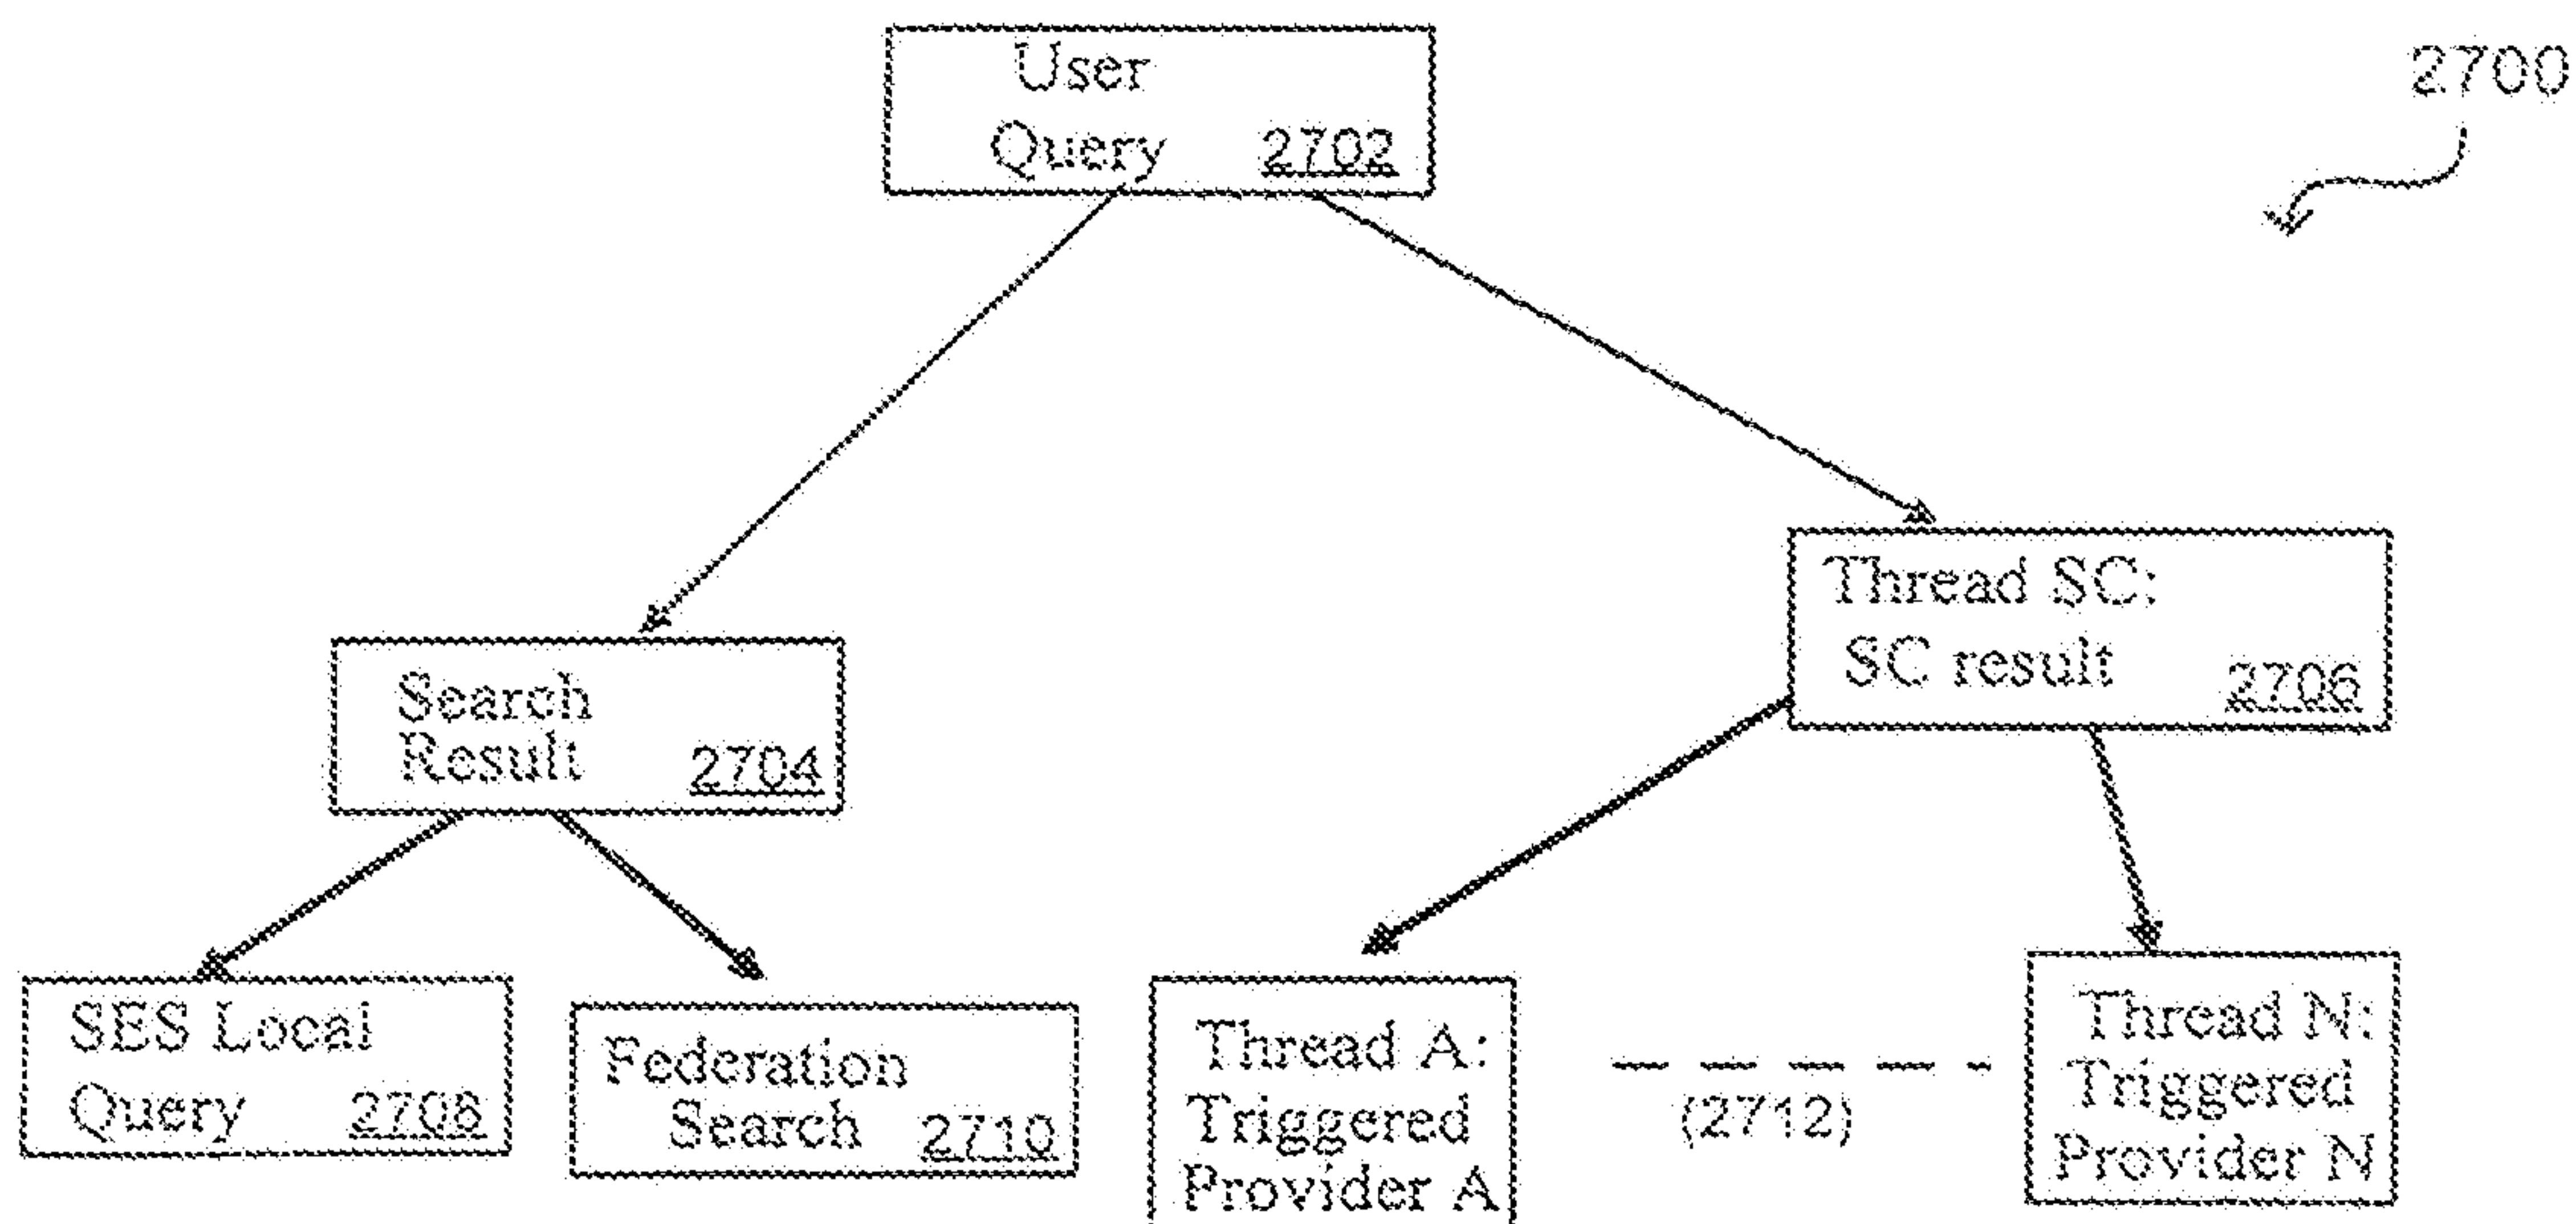 2700
User
Query 2702
Thread SC:
SC result 2706
Search
Result 2704
SES Local
Query 2708
Federation
Search 2710
Thread A:
Triggered
Provider A
(2712)
Thread N:
Triggered
Provider N